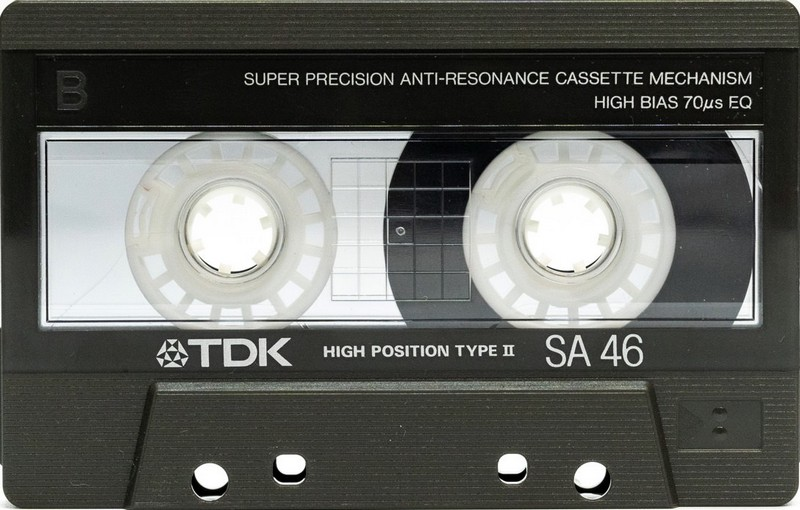 B
SUPER PRECISION ANTI-RESONANCE CASSETTE MECHANISM
HIGH BIAS 70µs EQ
TDK HIGH POSITION TYPE II SA 46